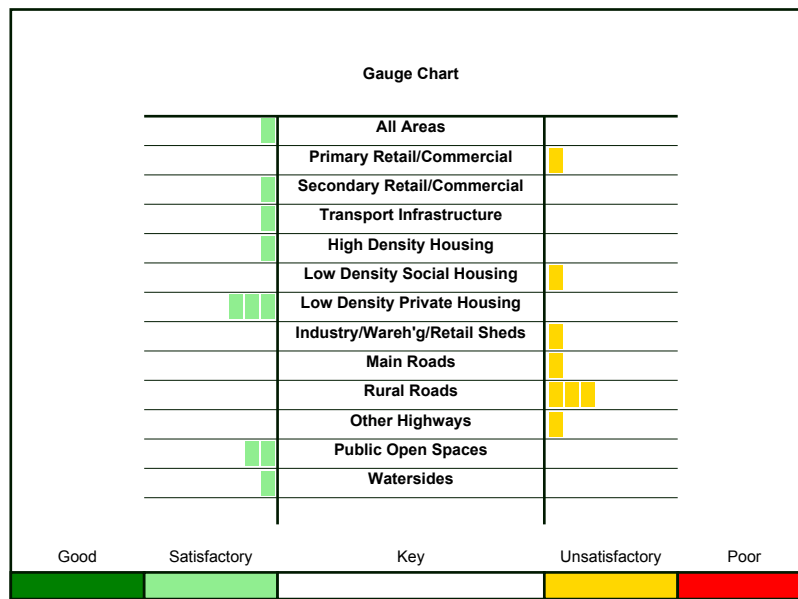 Gauge Chart
All Areas
Primary Retail/Commercial
Secondary Retail/Commercial
Transport Infrastructure
High Density Housing
Low Density Social Housing
Low Density Private Housing
Industry/Wareh'g/Retail Sheds
Main Roads
Rural Roads
Other Highways
Public Open Spaces
Watersides
Good Satisfactory Key Unsatisfactory Poor